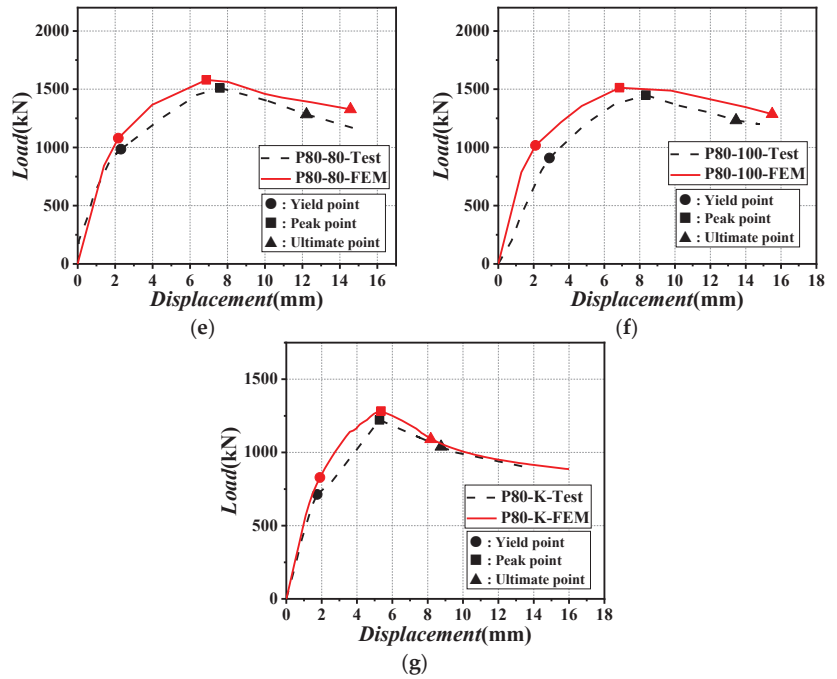 2000
1500
1000
500
0
Load(kN)
P80-80-Test
P80-80-FEM
: Yield point
: Peak point
: Ultimate point
0 2 4 6 8 10 12 14 16
Displacement(mm)
(e)
2000
1500
1000
500
0
Load(kN)
P80-100-Test
P80-100-FEM
: Yield point
: Peak point
: Ultimate point
0 2 4 6 8 10 12 14 16 18
Displacement(mm)
(f)
1500
1000
500
0
Load(kN)
P80-K-Test
P80-K-FEM
: Yield point
: Peak point
: Ultimate point
0 2 4 6 8 10 12 14 16 18
Displacement(mm)
(g)